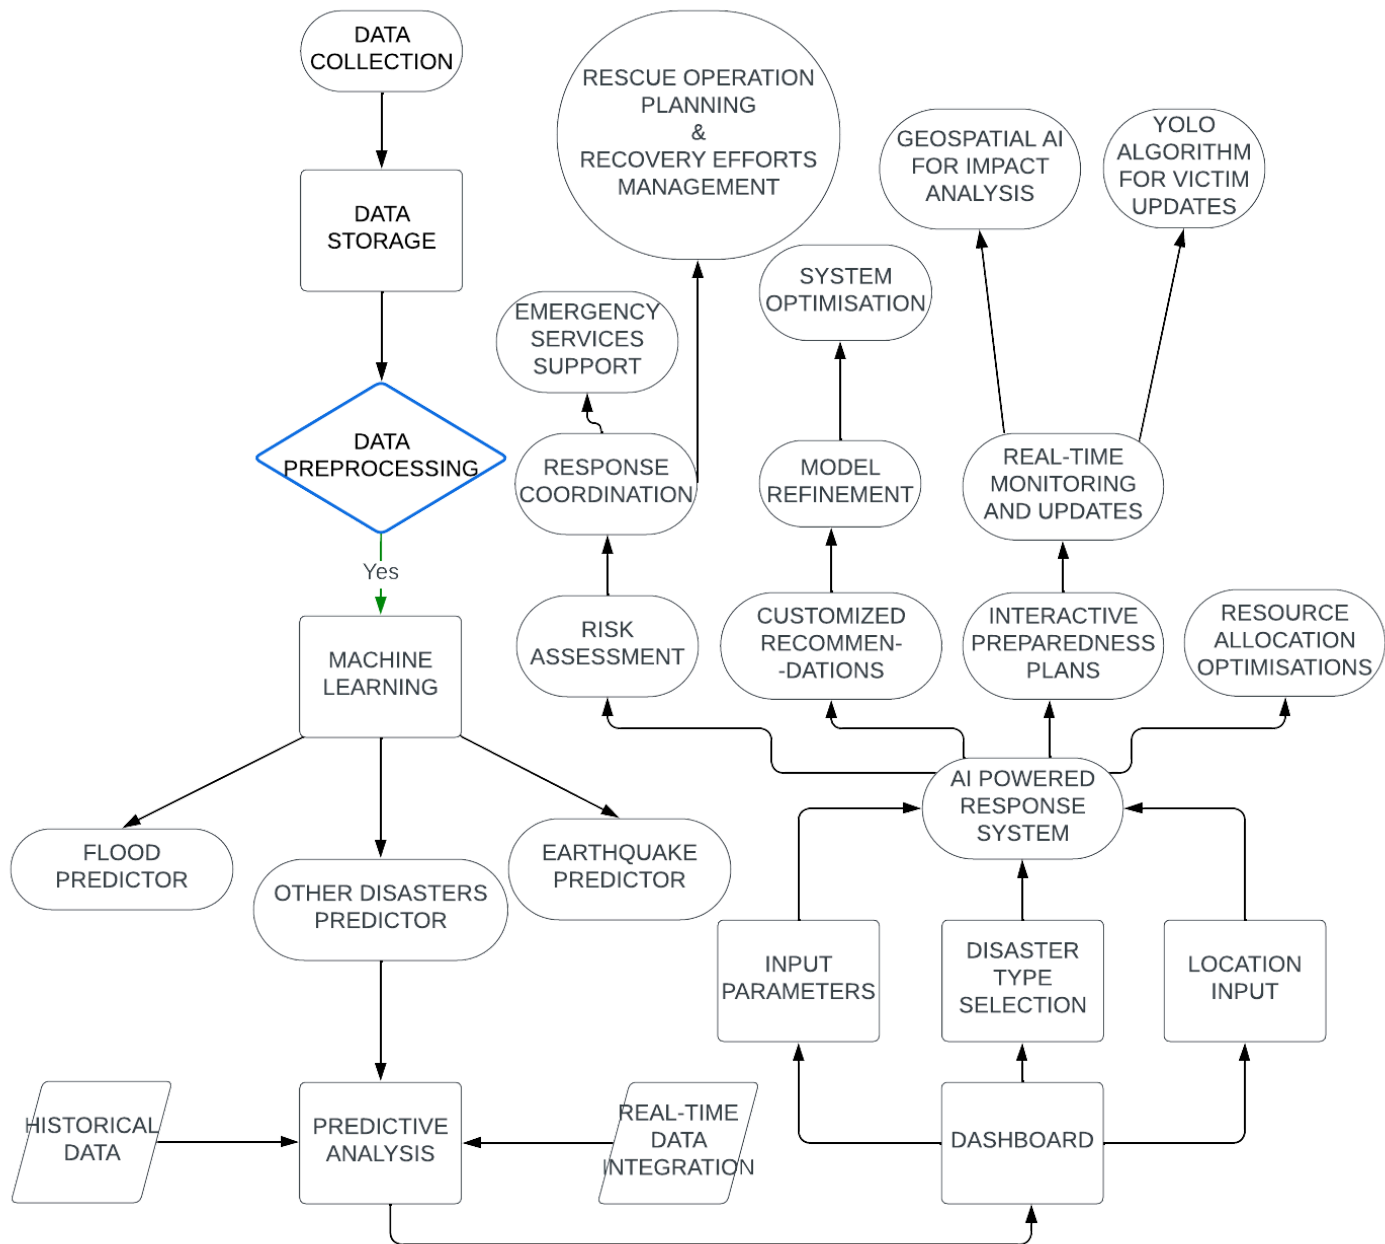 DATA
COLLECTION
DATA
STORAGE
DATA
PREPROCESSING
Yes
MACHINE
LEARNING
FLOOD
PREDICTOR
OTHER DISASTERS
PREDICTOR
EARTHQUAKE
PREDICTOR
HISTORICAL
DATA
PREDICTIVE
ANALYSIS
REAL-TIME
DATA
INTEGRATION
DASHBOARD
INPUT
PARAMETERS
DISASTER
TYPE
SELECTION
LOCATION
INPUT
AI POWERED
RESPONSE
SYSTEM
RISK
ASSESSMENT
CUSTOMIZED
RECOMMEN-
-DATIONS
INTERACTIVE
PREPAREDNESS
PLANS
RESOURCE
ALLOCATION
OPTIMISATIONS
RESPONSE
COORDINATION
MODEL
REFINEMENT
REAL-TIME
MONITORING
AND UPDATES
EMERGENCY
SERVICES
SUPPORT
RESCUE OPERATION
PLANNING
&
RECOVERY EFFORTS
MANAGEMENT
SYSTEM
OPTIMISATION
GEOSPATIAL AI
FOR IMPACT
ANALYSIS
YOLO
ALGORITHM
FOR VICTIM
UPDATES